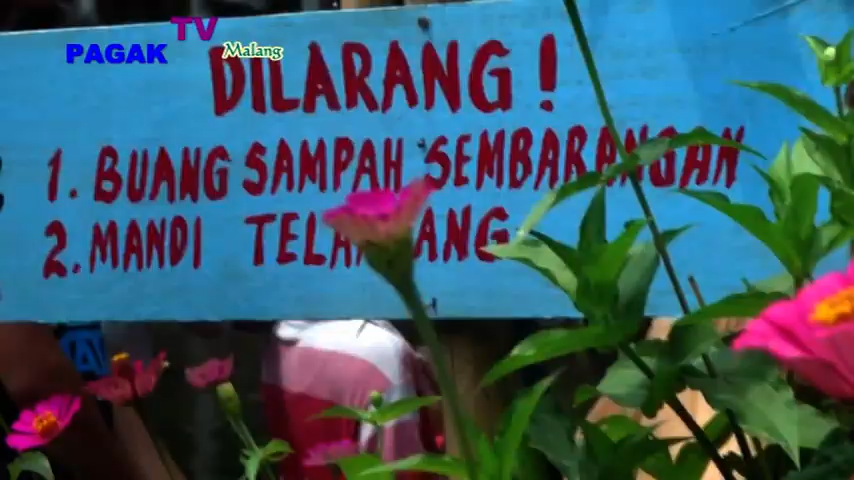 PAGAK TV
Malang
DILARANG !
1. BUANG SAMPAH SEMBARANGAN
2. MANDI